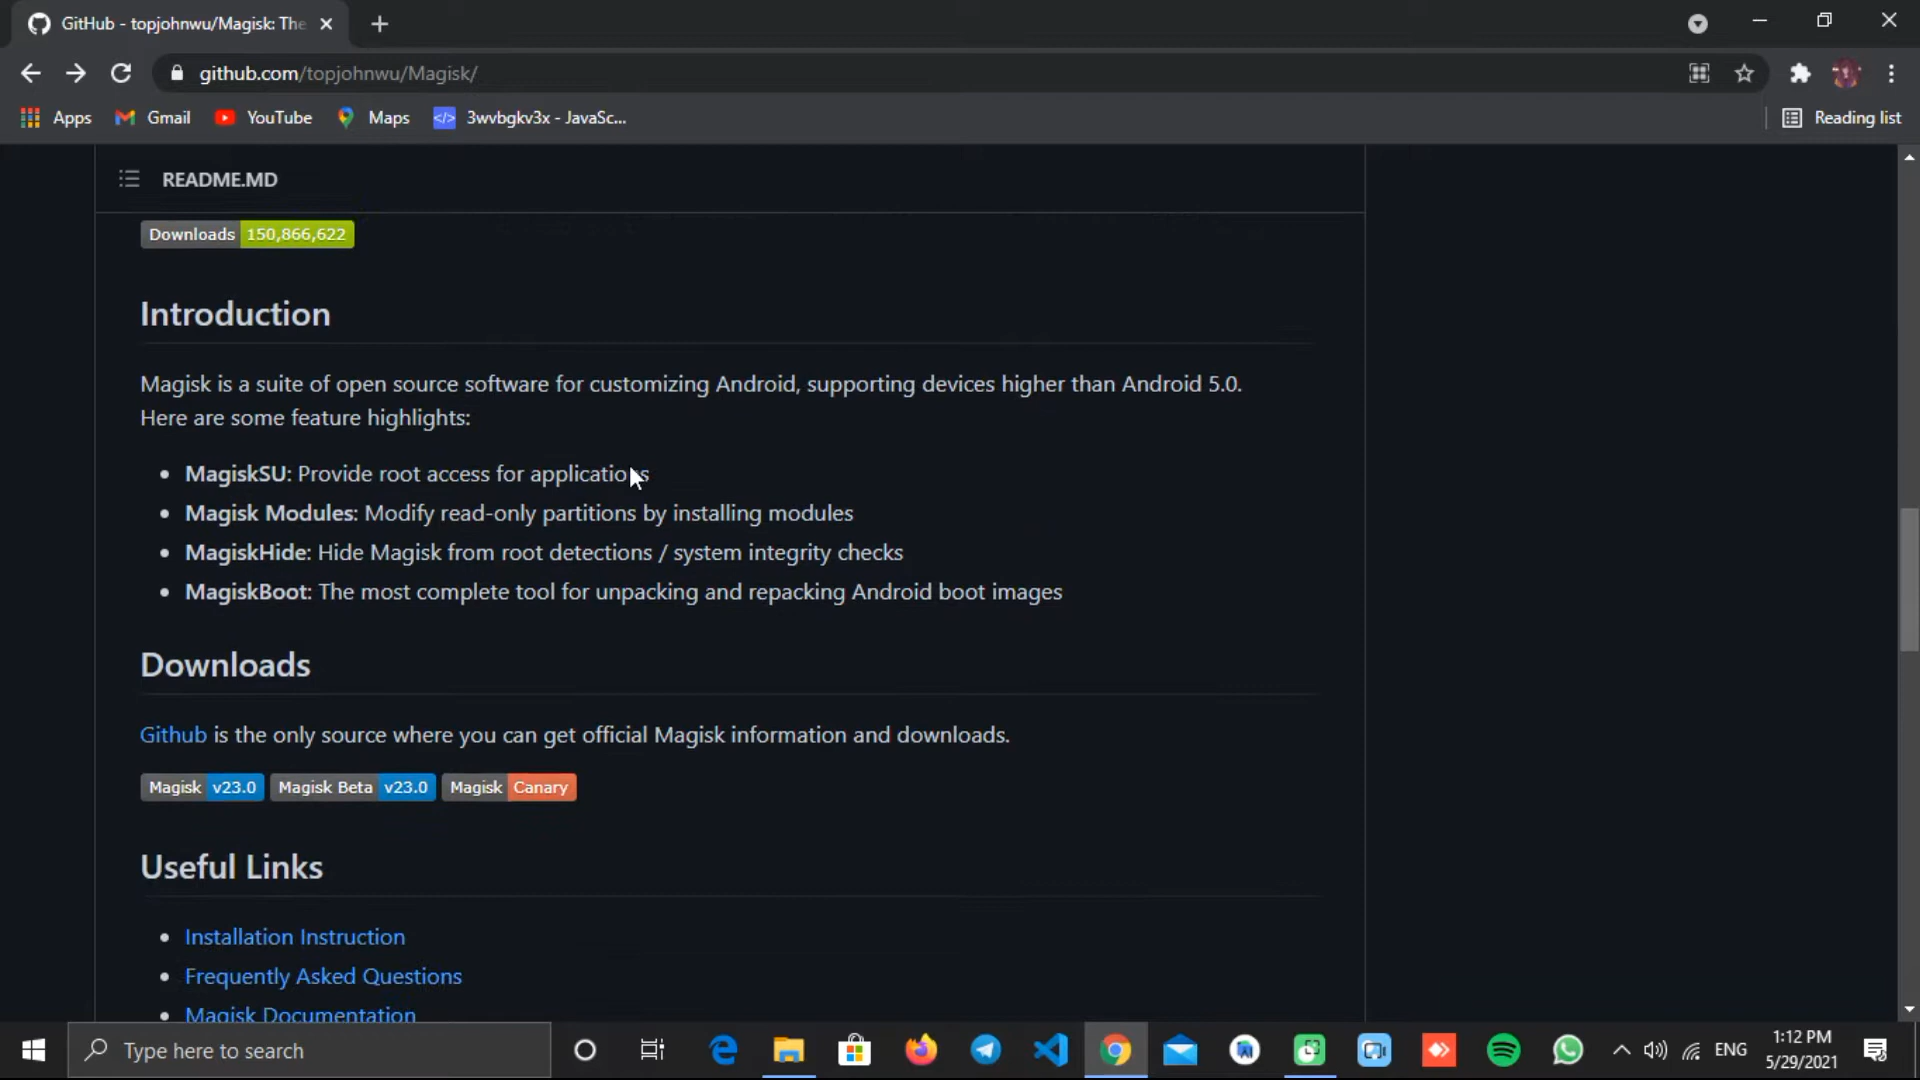 GitHub - topjohnwu/Magisk: The
github.com/topjohnwu/Magisk/
Apps
Gmail
YouTube
Maps
3wvbgkv3x - JavaSc...
Reading list
README.MD
Downloads 150,866,622
Introduction
Magisk is a suite of open source software for customizing Android, supporting devices higher than Android 5.0.
Here are some feature highlights:
MagiskSU: Provide root access for applications
Magisk Modules: Modify read-only partitions by installing modules
MagiskHide: Hide Magisk from root detections / system integrity checks
MagiskBoot: The most complete tool for unpacking and repacking Android boot images
Downloads
Github is the only source where you can get official Magisk information and downloads.
Magisk v23.0 Magisk Beta v23.0 Magisk Canary
Useful Links
Installation Instruction
Frequently Asked Questions
Magisk Documentation
Type here to search
ENG
1:12 PM
5/29/2021